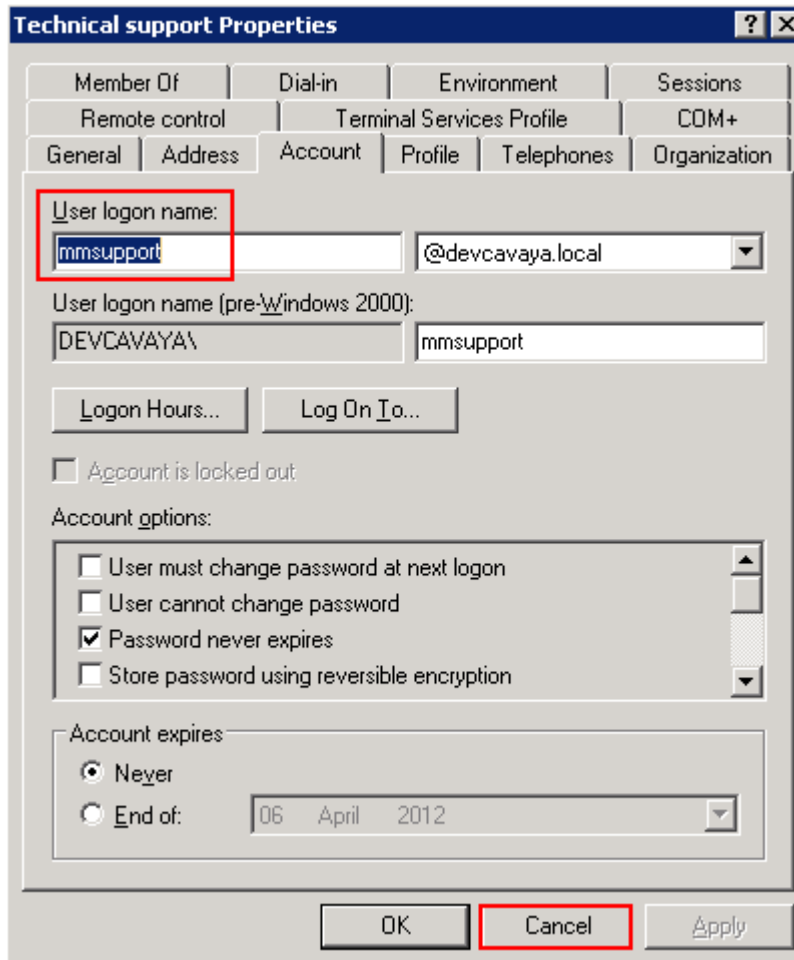 Technical support Properties
Member Of Dial-in Environment Sessions
Remote control Terminal Services Profile COM+
General Address Account Profile Telephones Organization
User logon name:
mmsupport @devcavaya.local
User logon name (pre-Windows 2000):
DEVCAVAYA\ mmsupport
Logon Hours... Log On To...
Account is locked out
Account options:
User must change password at next logon
User cannot change password
Password never expires
Store password using reversible encryption
Account expires
Never
End of: 06 April 2012
OK Cancel Apply